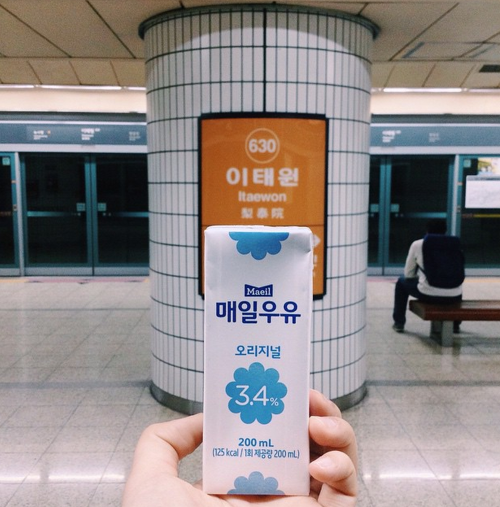 630
이태원
Itaewon
梨泰院
Maeil
매일우유
오리지널
3.4%
200 mL
(125 kcal / 1회 제공량 200 mL)